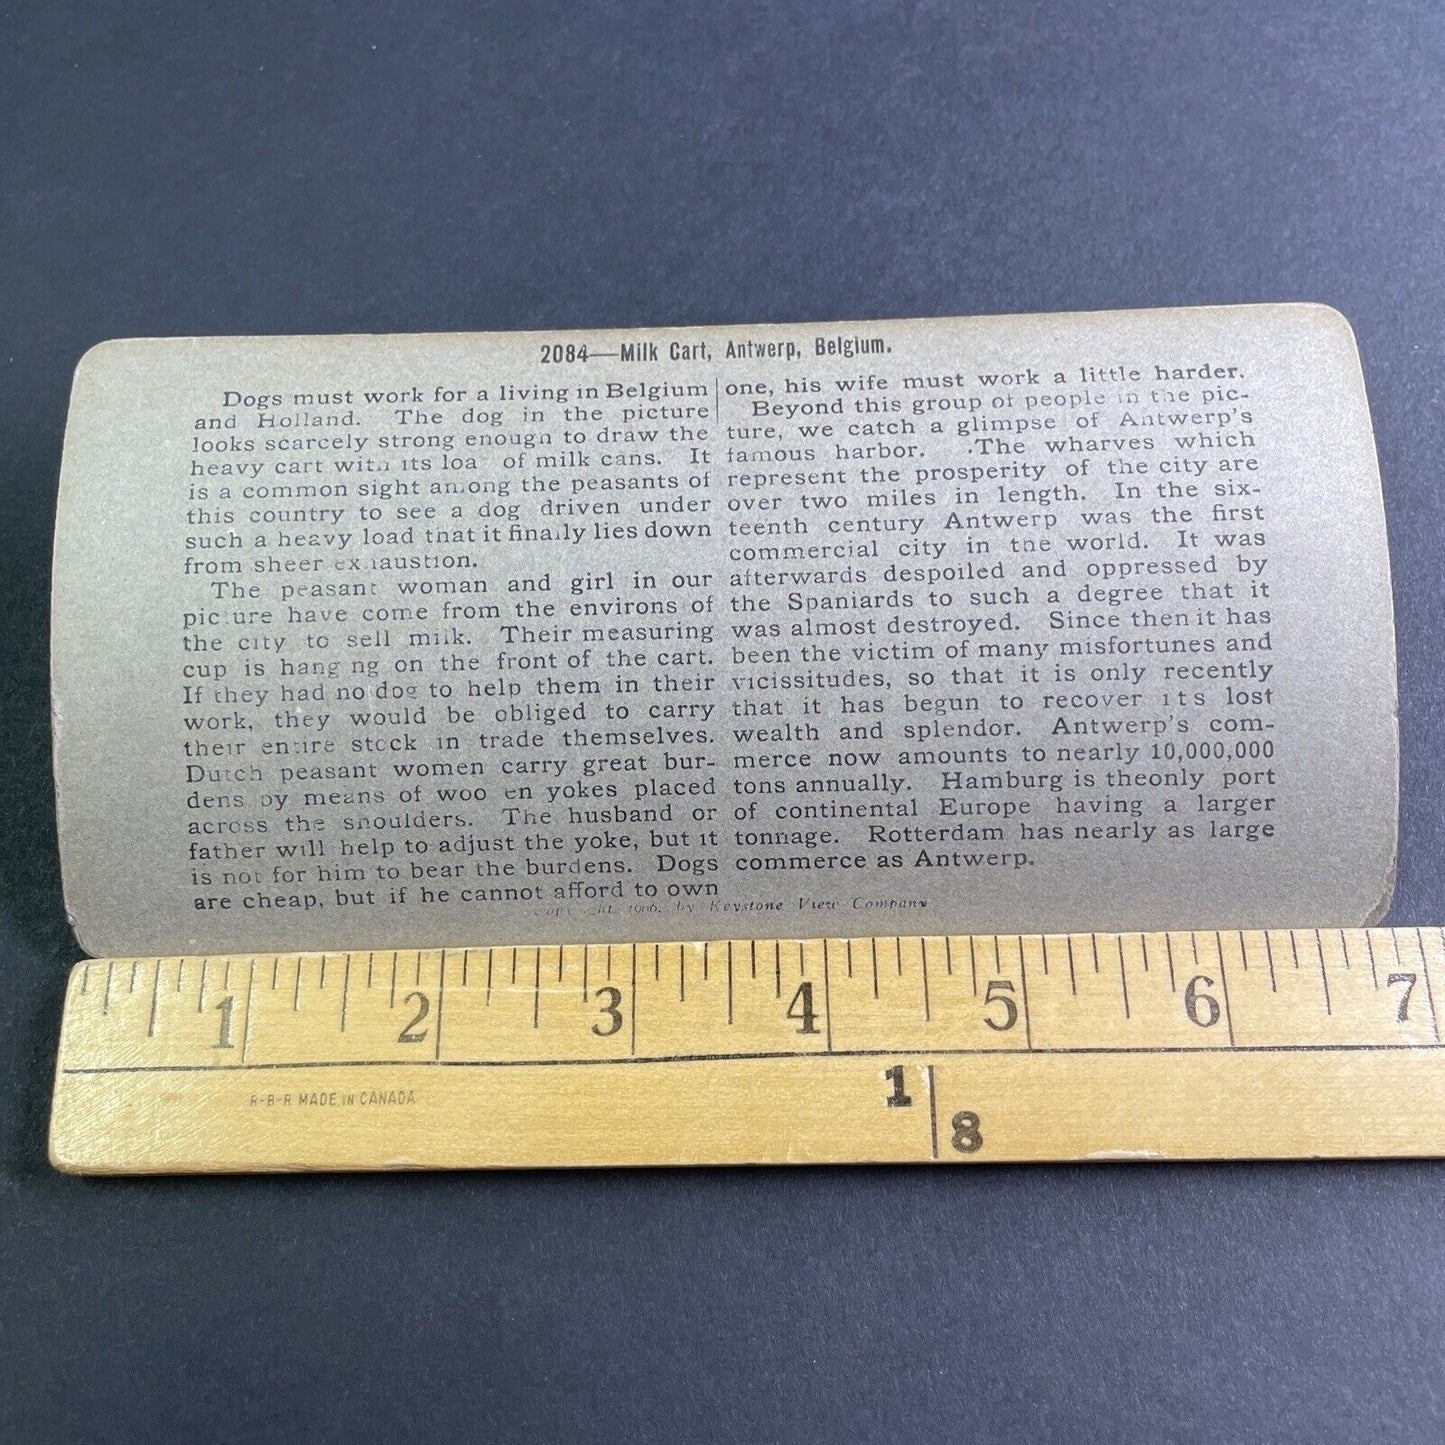 2084—Milk Cart, Antwerp, Belgium.
Dogs must work for a living in Belgium
and Holland. The dog in the picture
looks scarcely strong enough to draw the
heavy cart with its loa of milk cans. It
is a common sight among the peasants of
this country to see a dog driven under
such a heavy load that it finally lies down
from sheer exhaustion.
The peasant woman and girl in our
picture have come from the environs of
the city to sell milk. Their measuring
cup is hang ng on the front of the cart.
If they had no dog to help them in their
work, they would be obliged to carry
their entire stock in trade themselves.
Dutch peasant women carry great bur-
dens by means of woo en yokes placed
across the shoulders. The husband or
father will help to adjust the yoke, but it
is not for him to bear the burdens. Dogs
are cheap, but if he cannot afford to own
one, his wife must work a little harder.
Beyond this group of people in the pic-
ture, we catch a glimpse of Antwerp's
famous harbor. The wharves which
represent the prosperity of the city are
over two miles in length. In the six-
teenth century Antwerp was the first
commercial city in the world. It was
afterwards despoiled and oppressed by
the Spaniards to such a degree that it
was almost destroyed. Since then it has
been the victim of many misfortunes and
vicissitudes, so that it is only recently
that it has begun to recover its lost
wealth and splendor. Antwerp's com-
merce now amounts to nearly 10,000,000
tons annually. Hamburg is theonly port
of continental Europe having a larger
tonnage. Rotterdam has nearly as large
commerce as Antwerp.
1906, by Keystone View Company
1 2 3 4 5 6 7
R-B-R MADE IN CANADA
1 8